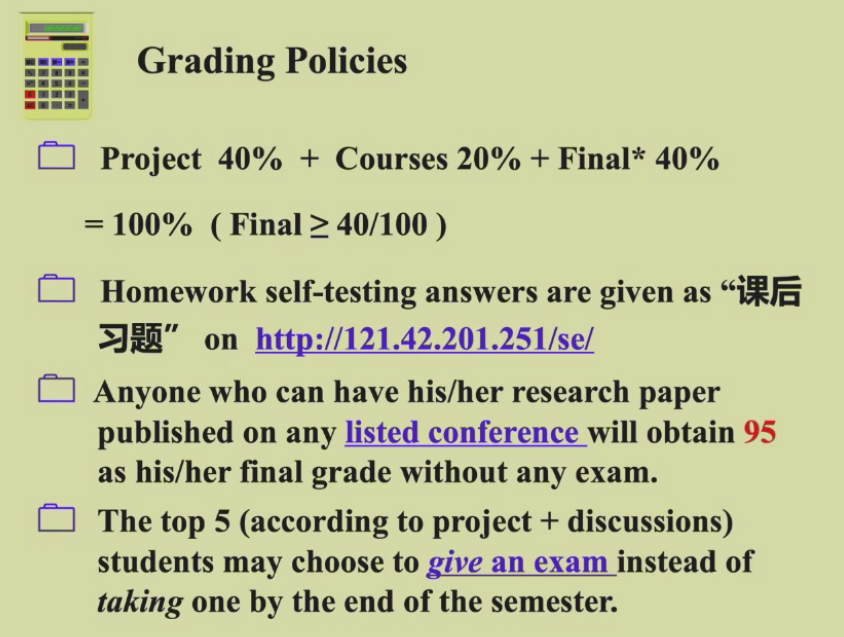 Grading Policies
Project 40% + Courses 20% + Final* 40%
= 100% ( Final ≥ 40/100 )
Homework self-testing answers are given as “课后
习题” on http://121.42.201.251/se/
Anyone who can have his/her research paper
published on any listed conference will obtain 95
as his/her final grade without any exam.
The top 5 (according to project + discussions)
students may choose to give an exam instead of
taking one by the end of the semester.